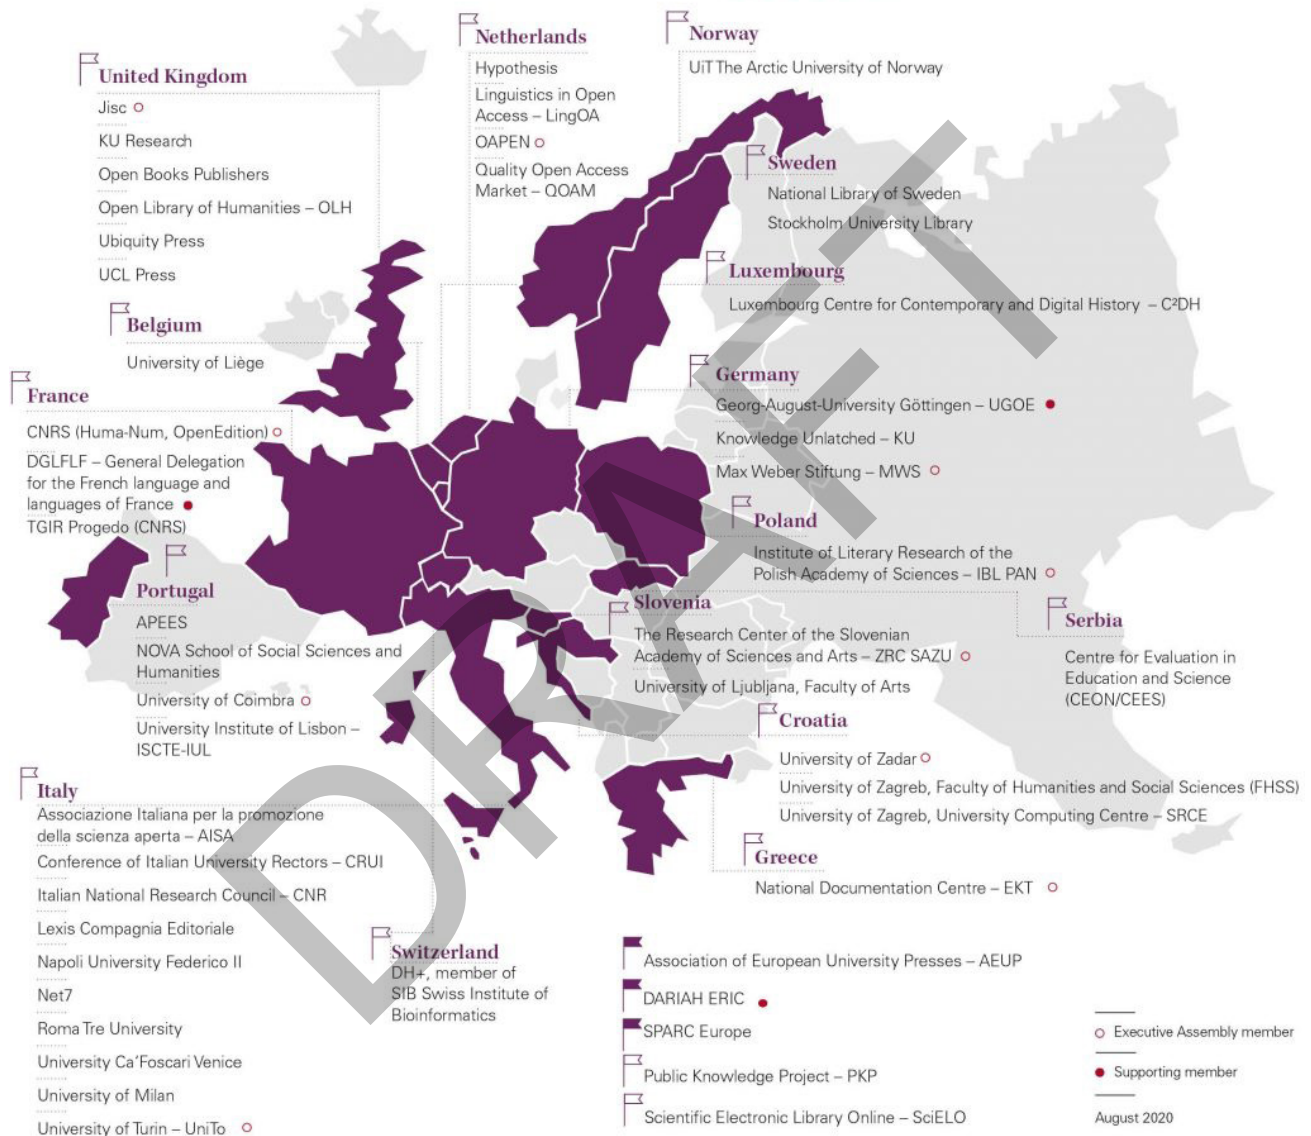 United Kingdom
Jisc
KU Research
Open Books Publishers
Open Library of Humanities – OLH
Ubiquity Press
UCL Press
Netherlands
Hypothesis
Linguistics in Open
Access – LingOA
OAPEN
Quality Open Access
Market – QOAM
Norway
UiT The Arctic University of Norway
Sweden
National Library of Sweden
Stockholm University Library
Luxembourg
Luxembourg Centre for Contemporary and Digital History – C²DH
Belgium
University of Liège
France
CNRS (Huma-Num, OpenEdition)
DGLFLF – General Delegation
for the French language and
languages of France
TGIR Progedo (CNRS)
Germany
Georg-August-University Göttingen – UGOE
Knowledge Unlatched – KU
Max Weber Stiftung – MWS
Poland
Institute of Literary Research of the
Polish Academy of Sciences – IBL PAN
Portugal
APEES
NOVA School of Social Sciences and
Humanities
University of Coimbra
University Institute of Lisbon –
ISCTE-IUL
Slovenia
The Research Center of the Slovenian
Academy of Sciences and Arts – ZRC SAZU
University of Ljubljana, Faculty of Arts
Serbia
Centre for Evaluation in
Education and Science
(CEON/CEES)
Croatia
University of Zadar
University of Zagreb, Faculty of Humanities and Social Sciences (FHSS)
University of Zagreb, University Computing Centre – SRCE
Italy
Associazione Italiana per la promozione
della scienza aperta – AISA
Conference of Italian University Rectors – CRUI
Italian National Research Council – CNR
Lexis Compagnia Editoriale
Napoli University Federico II
Net7
Roma Tre University
University Ca'Foscari Venice
University of Milan
University of Turin – UniTo
Greece
National Documentation Centre – EKT
Switzerland
DH+, member of
SIB Swiss Institute of
Bioinformatics
Association of European University Presses – AEUP
DARIAH ERIC
SPARC Europe
Public Knowledge Project – PKP
Scientific Electronic Library Online – SciELO
Executive Assembly member
Supporting member
August 2020
DRAFT